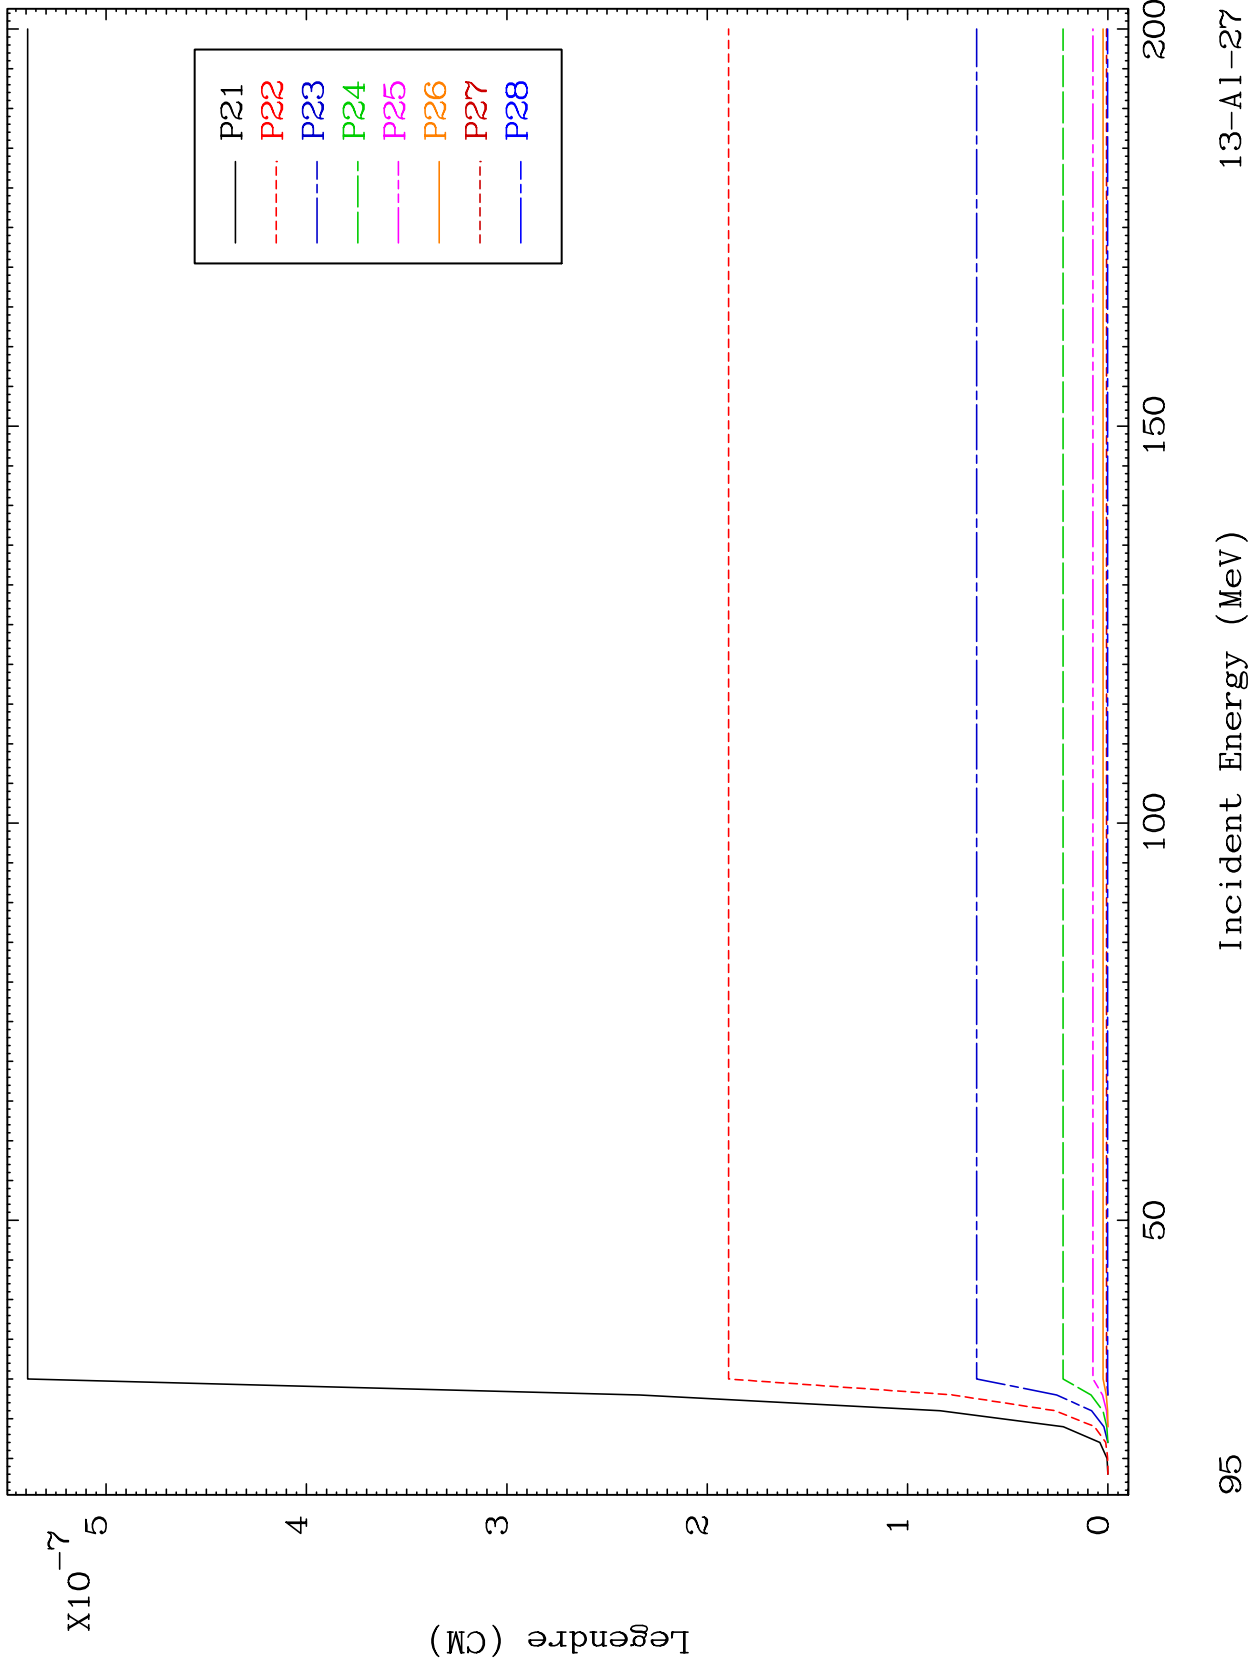 X10-7
5
4
3
2
1
0
Legendre (CM)
P21
P22
P23
P24
P25
P26
P27
P28
50
100
150
200
Incident Energy (MeV)
95
13-Al-27